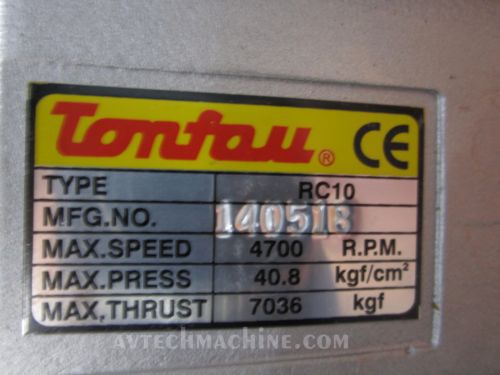 Tonfou ® CE
TYPE RC10
MFG.NO. 140518
MAX.SPEED 4700 R.P.M.
MAX.PRESS 40.8 kgf/cm²
MAX,THRUST 7036 kgf
AVTECHMACHINE.COM